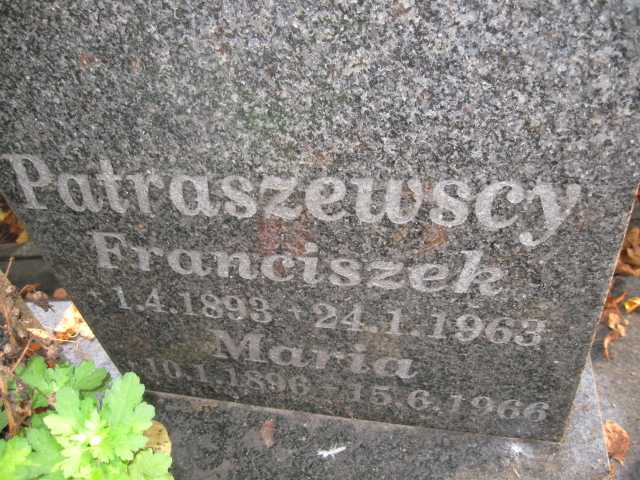 Patraszewscy
Franciszek
* 1.4.1893 + 24.1.1963
Maria
* 10.1.1896 + 15.6.1966